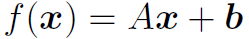 f(𝒙) = A𝒙 + 𝒃